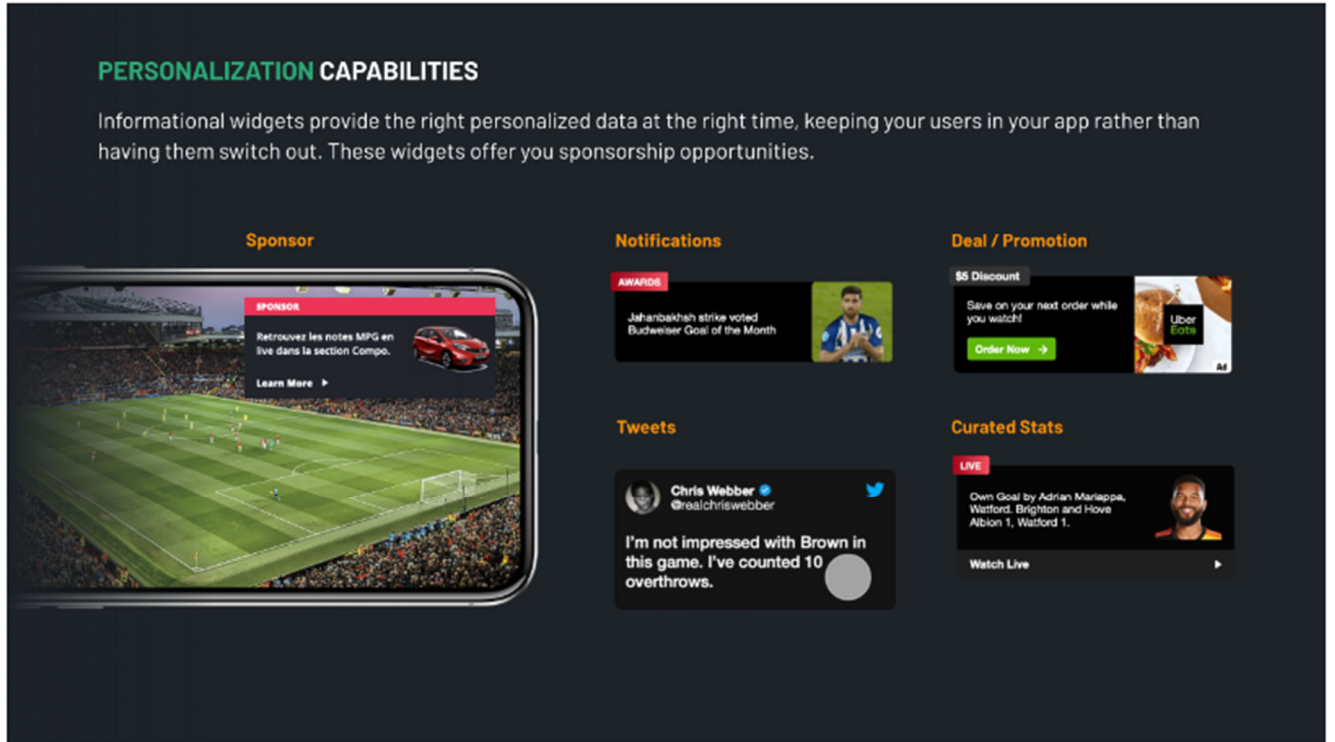 PERSONALIZATION CAPABILITIES
Informational widgets provide the right personalized data at the right time, keeping your users in your app rather than
having them switch out. These widgets offer you sponsorship opportunities.
Sponsor
SPONSOR
Retrouvez les notes MPG en
live dans la section Compo.
Learn More
Notifications
AWARDS
Jahanbakhsh strike voted
Budweiser Goal of the Month
Deal / Promotion
$5 Discount
Save on your next order while
you watch!
Order Now →
Uber
Eats
Ad
Tweets
Chris Webber
@realchriswebber
I'm not impressed with Brown in
this game. I've counted 10
overthrows.
Curated Stats
LIVE
Own Goal by Adrian Mariappa,
Watford. Brighton and Hove
Albion 1, Watford 1.
Watch Live